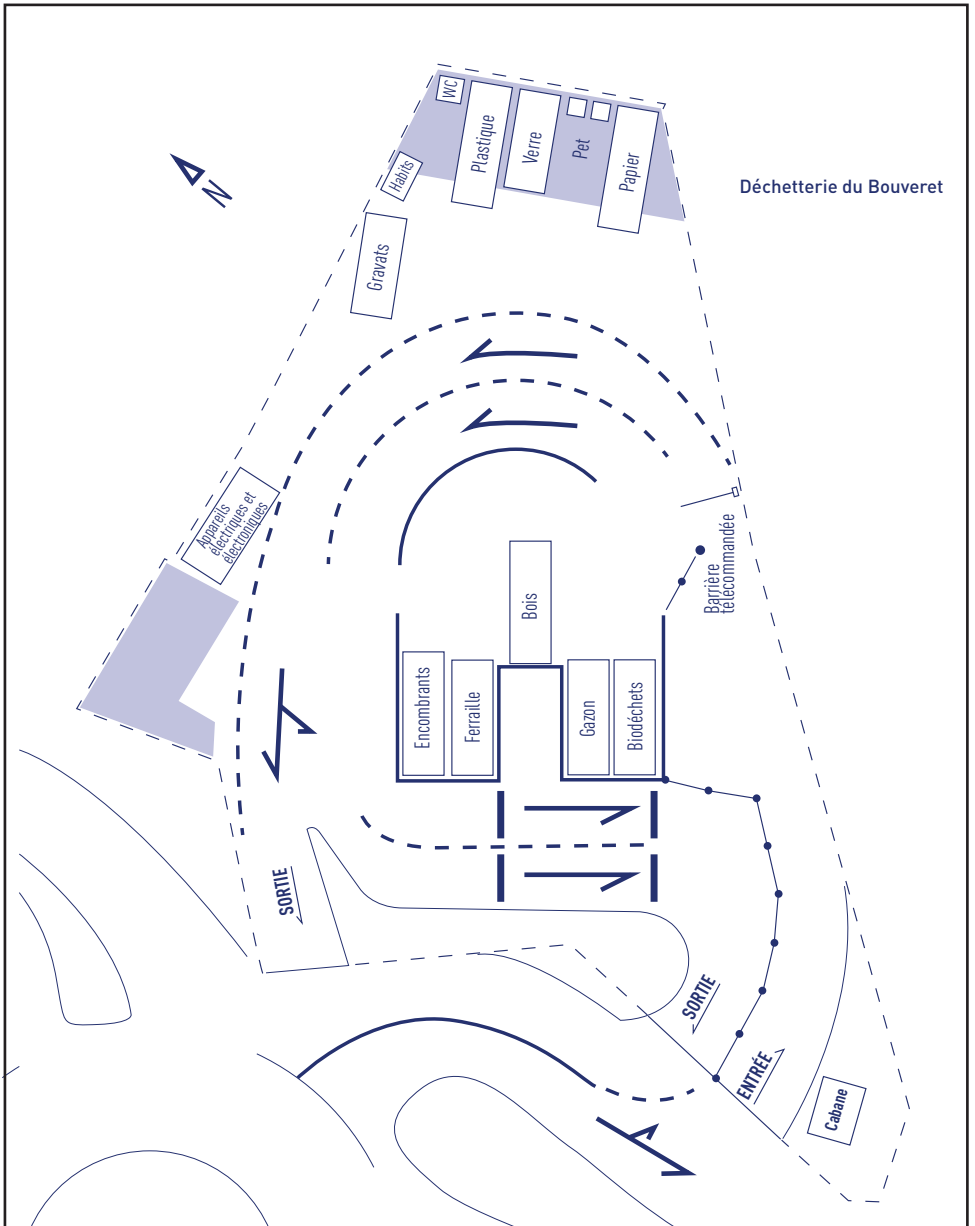 WC
Plastique
Verre
Pet
Papier
Habits
Déchetterie du Bouveret
N
Gravats
Appareils
électriques et
électroniques
Barrière
télécommandée
Bois
Encombrants
Ferraille
Gazon
Biodéchets
SORTIE
SORTIE
ENTRÉE
Cabane